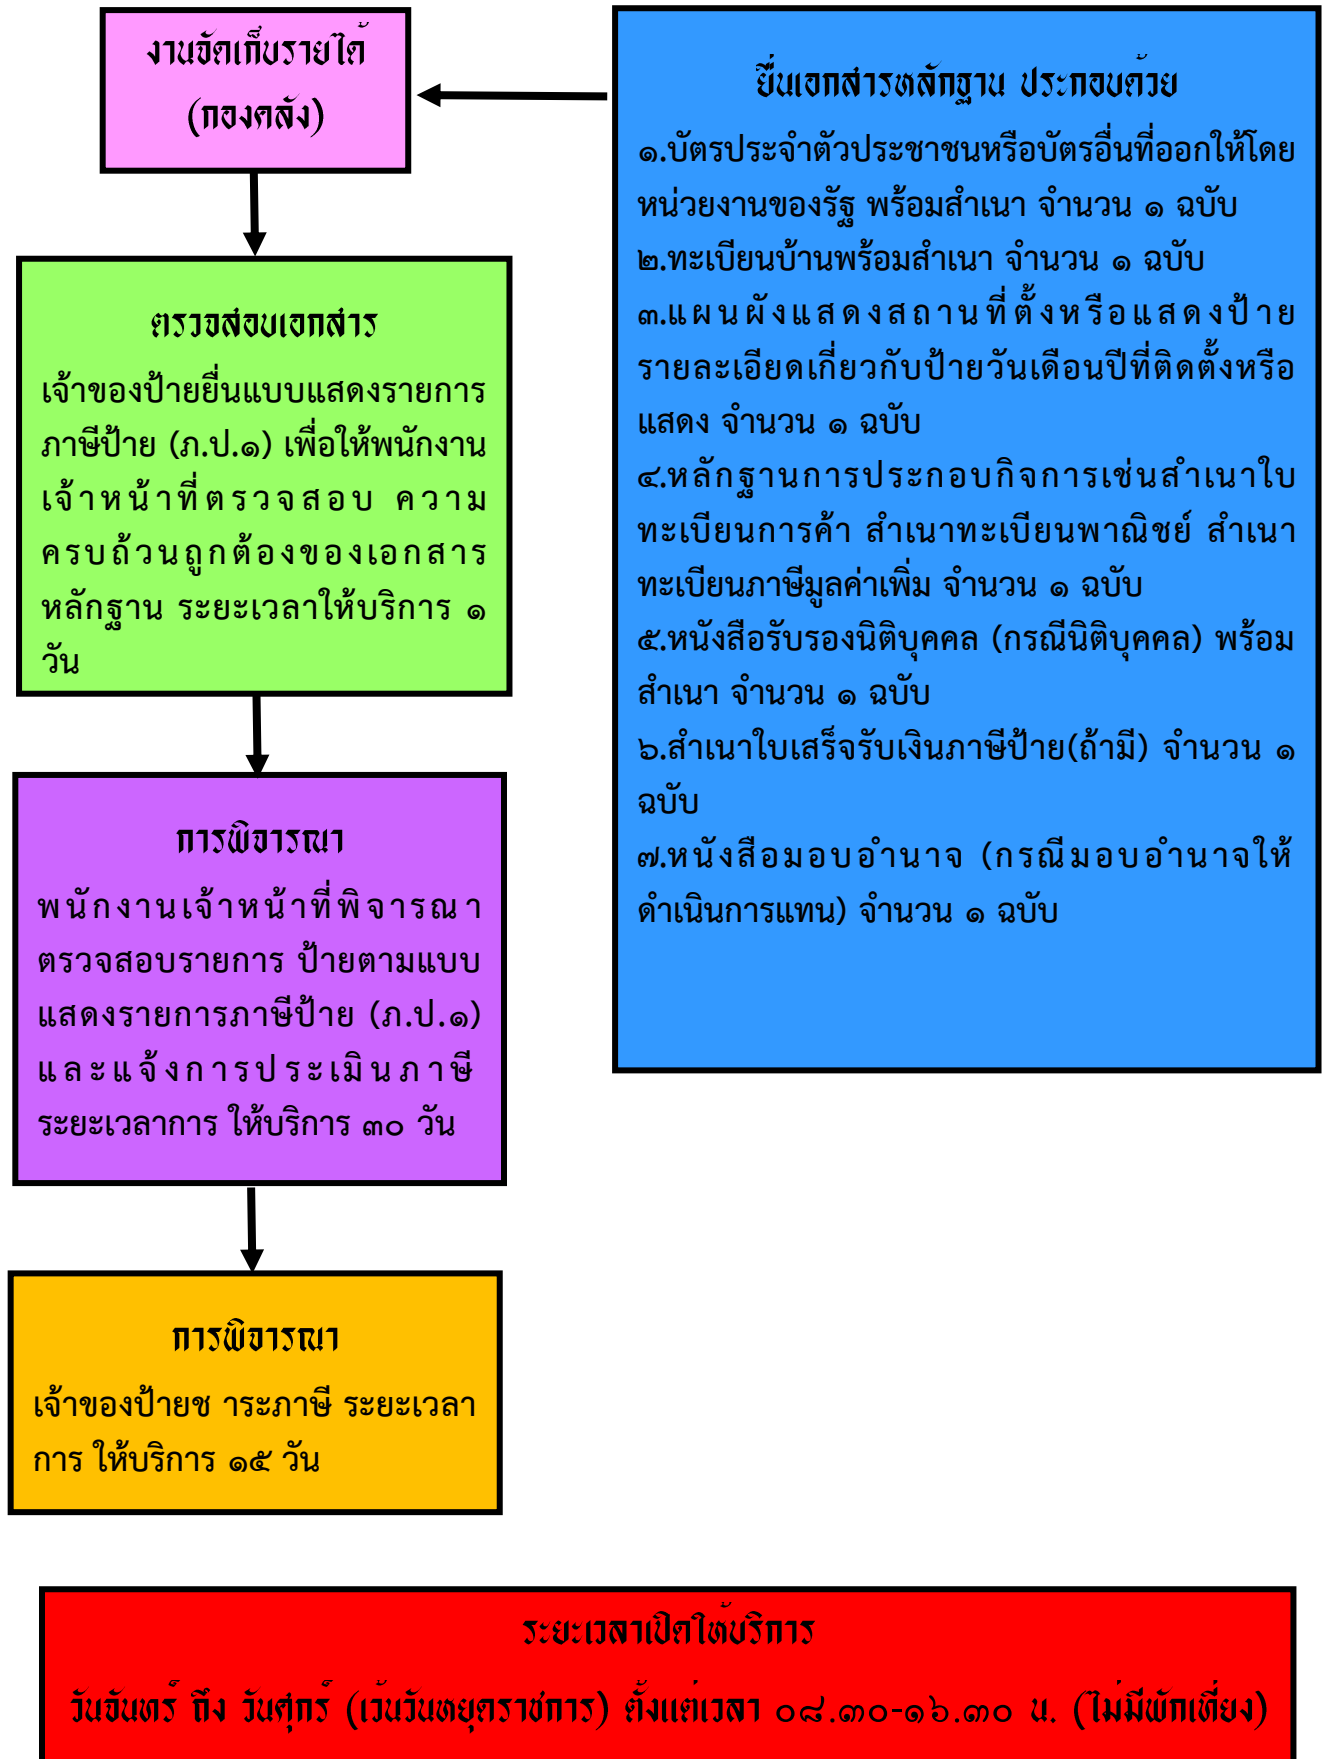 งานจัดเก็บรายได้
(กองคลัง)
ยื่นเอกสารหลักฐาน ประกอบด้วย
๑.บัตรประจำตัวประชาชนหรือบัตรอื่นที่ออกให้โดย
หน่วยงานของรัฐ พร้อมสำเนา จำนวน ๑ ฉบับ
๒.ทะเบียนบ้านพร้อมสำเนา จำนวน ๑ ฉบับ
๓.แผนผังแสดงสถานที่ตั้งหรือแสดงป้าย
รายละเอียดเกี่ยวกับป้ายวันเดือนปีที่ติดตั้งหรือ
แสดง จำนวน ๑ ฉบับ
๔.หลักฐานการประกอบกิจการเช่นสำเนาใบ
ทะเบียนการค้า สำเนาทะเบียนพาณิชย์ สำเนา
ทะเบียนภาษีมูลค่าเพิ่ม จำนวน ๑ ฉบับ
๕.หนังสือรับรองนิติบุคคล (กรณีนิติบุคคล) พร้อม
สำเนา จำนวน ๑ ฉบับ
๖.สำเนาใบเสร็จรับเงินภาษีป้าย(ถ้ามี) จำนวน ๑
ฉบับ
๗.หนังสือมอบอำนาจ (กรณีมอบอำนาจให้
ดำเนินการแทน) จำนวน ๑ ฉบับ
ตรวจสอบเอกสาร
เจ้าของป้ายยื่นแบบแสดงรายการ
ภาษีป้าย (ภ.ป.๑) เพื่อให้พนักงาน
เจ้าหน้าที่ตรวจสอบ ความ
ครบถ้วนถูกต้องของเอกสาร
หลักฐาน ระยะเวลาให้บริการ ๑
วัน
การพิจารณา
พนักงานเจ้าหน้าที่พิจารณา
ตรวจสอบรายการ ป้ายตามแบบ
แสดงรายการภาษีป้าย (ภ.ป.๑)
และแจ้งการประเมินภาษี
ระยะเวลาการ ให้บริการ ๓๐ วัน
การพิจารณา
เจ้าของป้ายช าระภาษี ระยะเวลา
การ ให้บริการ ๑๕ วัน
ระยะเวลาเปิดให้บริการ
วันจันทร์ ถึง วันศุกร์ (เว้นวันหยุดราชการ) ตั้งแต่เวลา ๐๘.๓๐-๑๖.๓๐ น. (ไม่มีพักเที่ยง)